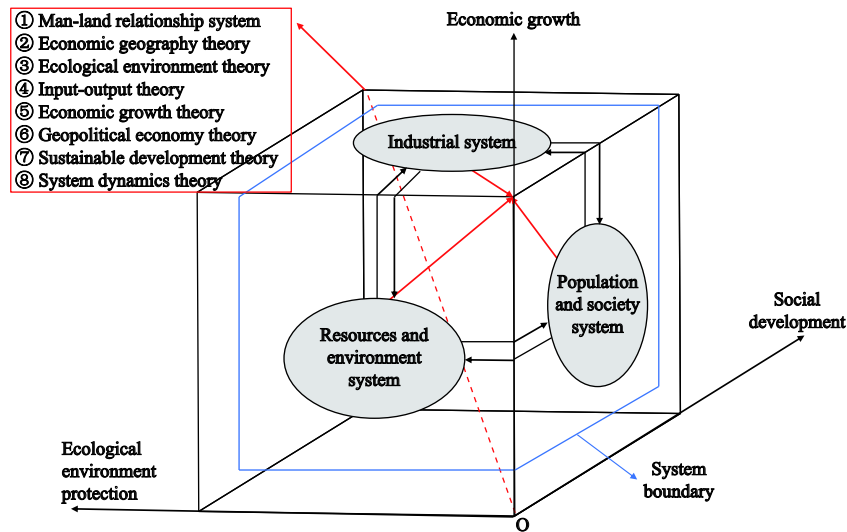 ① Man-land relationship system
② Economic geography theory
③ Ecological environment theory
④ Input-output theory
⑤ Economic growth theory
⑥ Geopolitical economy theory
⑦ Sustainable development theory
⑧ System dynamics theory
Economic growth
Industrial system
Population
and society
system
Resources and
environment
system
Social
development
Ecological
environment
protection
System
boundary
O